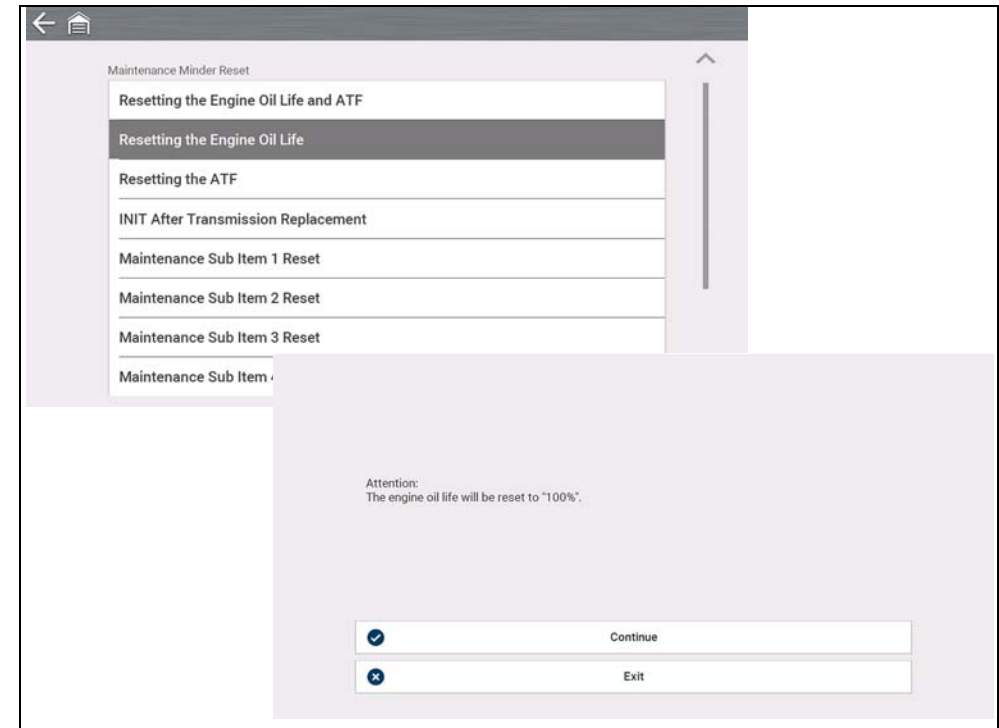 Maintenance Minder Reset
Resetting the Engine Oil Life and ATF
Resetting the Engine Oil Life
Resetting the ATF
INIT After Transmission Replacement
Maintenance Sub Item 1 Reset
Maintenance Sub Item 2 Reset
Maintenance Sub Item 3 Reset
Maintenance Sub Item
Attention:
The engine oil life will be reset to "100%".
Continue
Exit